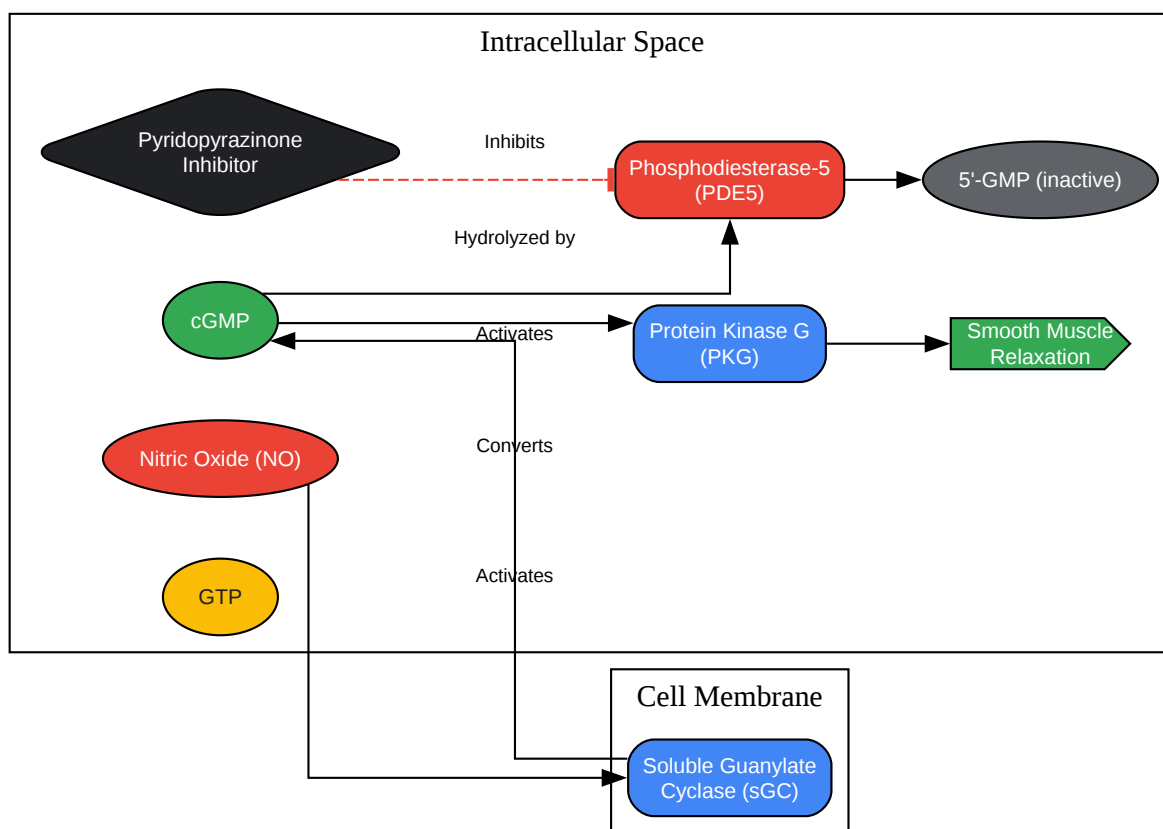 Intracellular Space
Pyridopyrazinone
Inhibitor
Inhibits
Phosphodiesterase-5
(PDE5)
5'-GMP (inactive)
Hydrolyzed by
cGMP
Activates
Protein Kinase G
(PKG)
Smooth Muscle
Relaxation
Converts
Nitric Oxide (NO)
Activates
GTP
Cell Membrane
Soluble Guanylate
Cyclase (sGC)